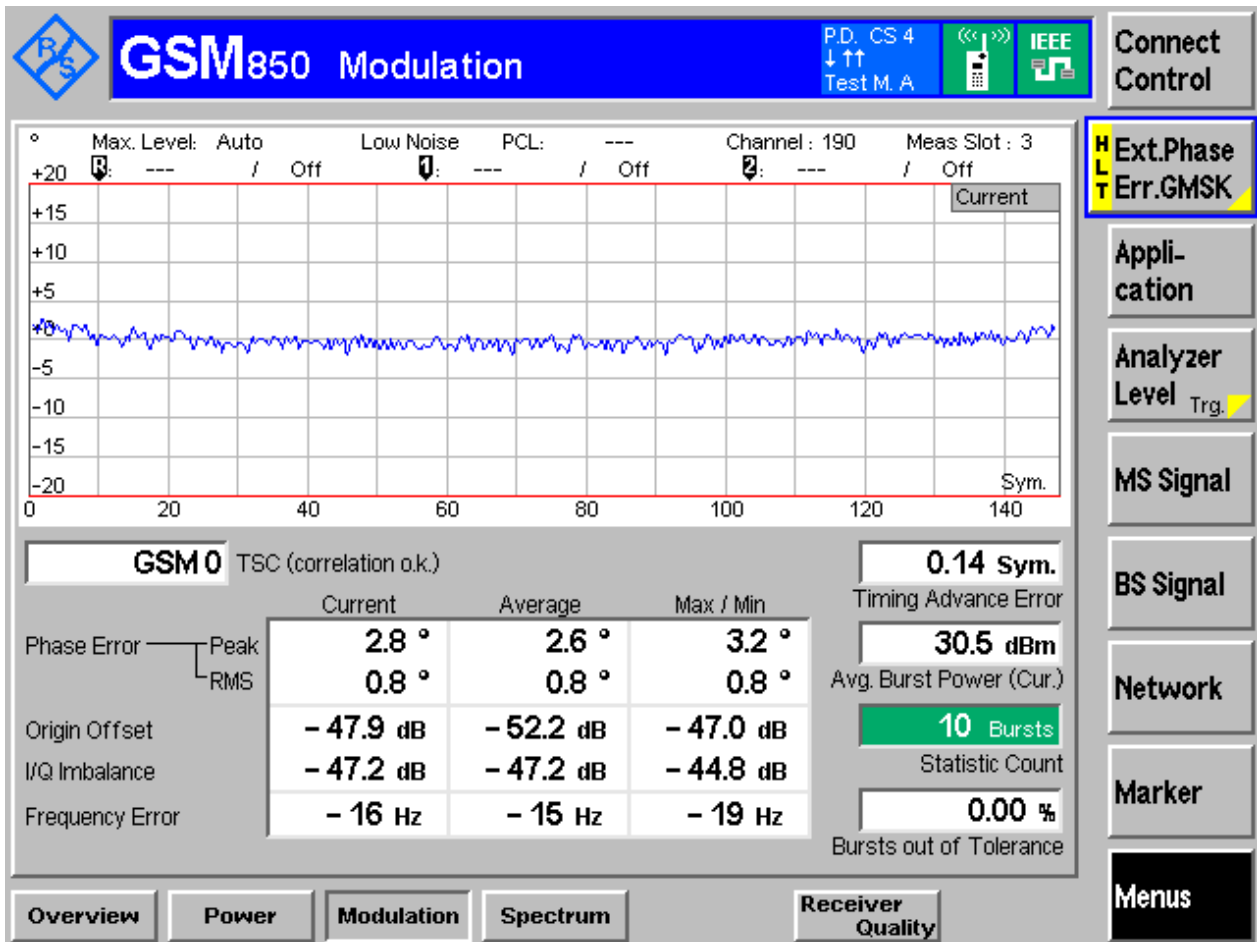 R/S
GSM850 Modulation
P.D. CS 4
↓ ↑↑
Test M. A
IEEE
Connect
Control
° Max. Level: Auto Low Noise PCL: --- Channel : 190 Meas Slot : 3
R: --- / Off 1: --- / Off 2: --- / Off
HLT
Ext.Phase
Err.GMSK
+20
Current
+15
+10
+5
+0
-5
-10
-15
-20
Sym.
0 20 40 60 80 100 120 140
Appli-
cation
Analyzer
Level Trg.
MS Signal
BS Signal
Network
Marker
Menus
GSM 0 TSC (correlation o.k.)
0.14 Sym.
Timing Advance Error
Current Average Max / Min
Phase Error Peak 2.8 ° 2.6 ° 3.2 °
RMS 0.8 ° 0.8 ° 0.8 °
30.5 dBm
Avg. Burst Power (Cur.)
Origin Offset - 47.9 dB - 52.2 dB - 47.0 dB
10 Bursts
Statistic Count
I/Q Imbalance - 47.2 dB - 47.2 dB - 44.8 dB
Frequency Error - 16 Hz - 15 Hz - 19 Hz
0.00 %
Bursts out of Tolerance
Overview Power Modulation Spectrum
Receiver
Quality